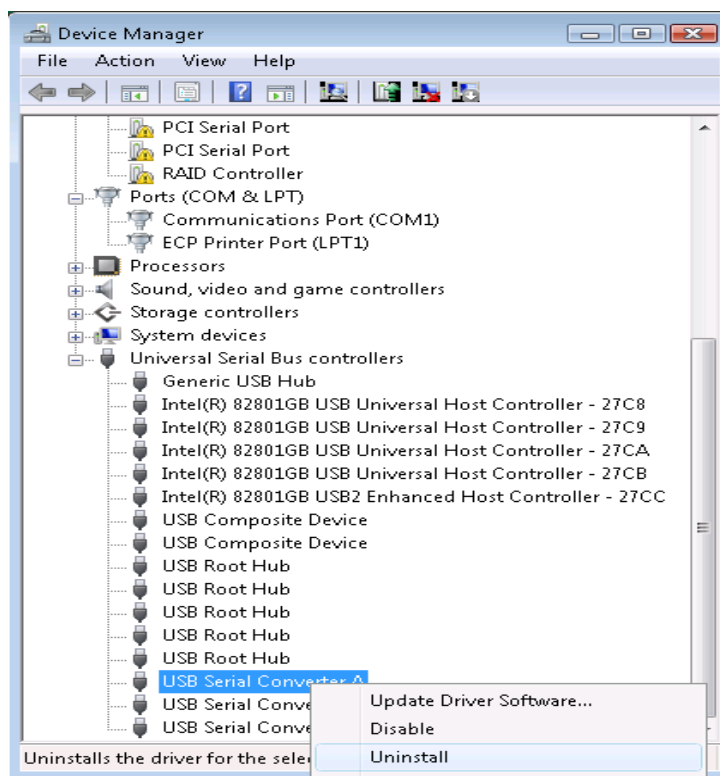 Device Manager
File Action View Help
PCI Serial Port
PCI Serial Port
RAID Controller
Ports (COM & LPT)
Communications Port (COM1)
ECP Printer Port (LPT1)
Processors
Sound, video and game controllers
Storage controllers
System devices
Universal Serial Bus controllers
Generic USB Hub
Intel(R) 82801GB USB Universal Host Controller - 27C8
Intel(R) 82801GB USB Universal Host Controller - 27C9
Intel(R) 82801GB USB Universal Host Controller - 27CA
Intel(R) 82801GB USB Universal Host Controller - 27CB
Intel(R) 82801GB USB2 Enhanced Host Controller - 27CC
USB Composite Device
USB Composite Device
USB Root Hub
USB Root Hub
USB Root Hub
USB Root Hub
USB Root Hub
USB Serial Converter A
USB Serial Conve
Update Driver Software...
USB Serial Conve
Disable
Uninstalls the driver for the sele
Uninstall